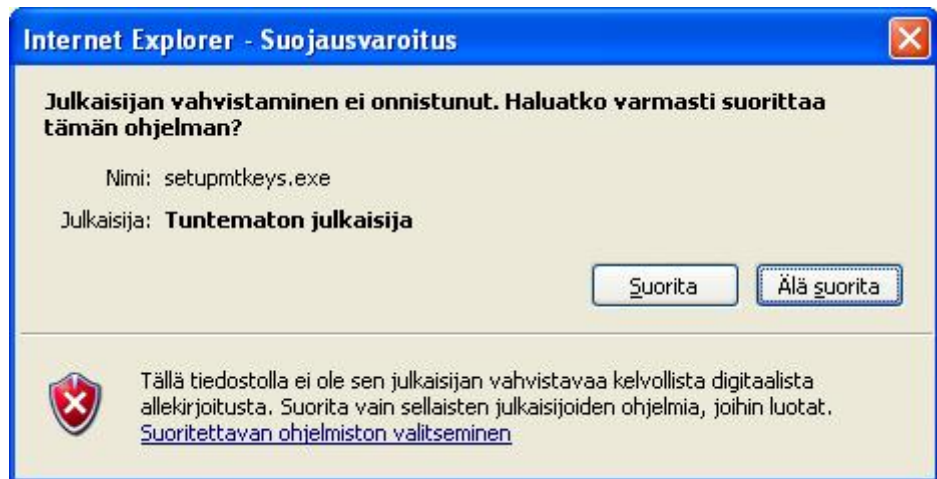 Internet Explorer - Suojausvaroitus
Julkaisijan vahvistaminen ei onnistunut. Haluatko varmasti suorittaa
tämän ohjelman?
Nimi: setupmtkeys.exe
Julkaisija: Tuntematon julkaisija
Suorita
Älä suorita
Tällä tiedostolla ei ole sen julkaisijan vahvistavaa kelvollista digitaalista
allekirjoitusta. Suorita vain sellaisten julkaisijoiden ohjelmia, joihin luotat.
Suoritettavan ohjelmiston valitseminen